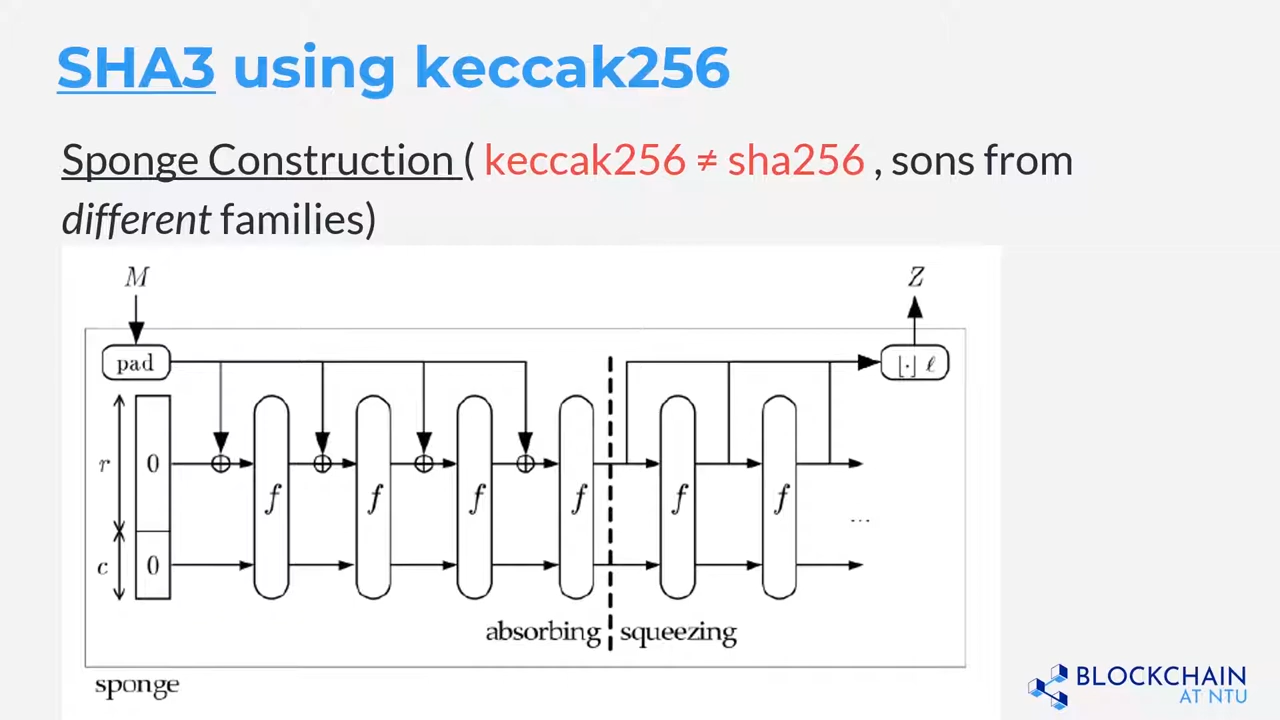 SHA3 using keccak256
Sponge Construction ( keccak256 ≠ sha256 , sons from
different families)
M
Z
pad
⌊·⌋ ℓ
r
0
f
f
f
f
f
f
...
c
0
absorbing
squeezing
sponge
BLOCKCHAIN
AT NTU